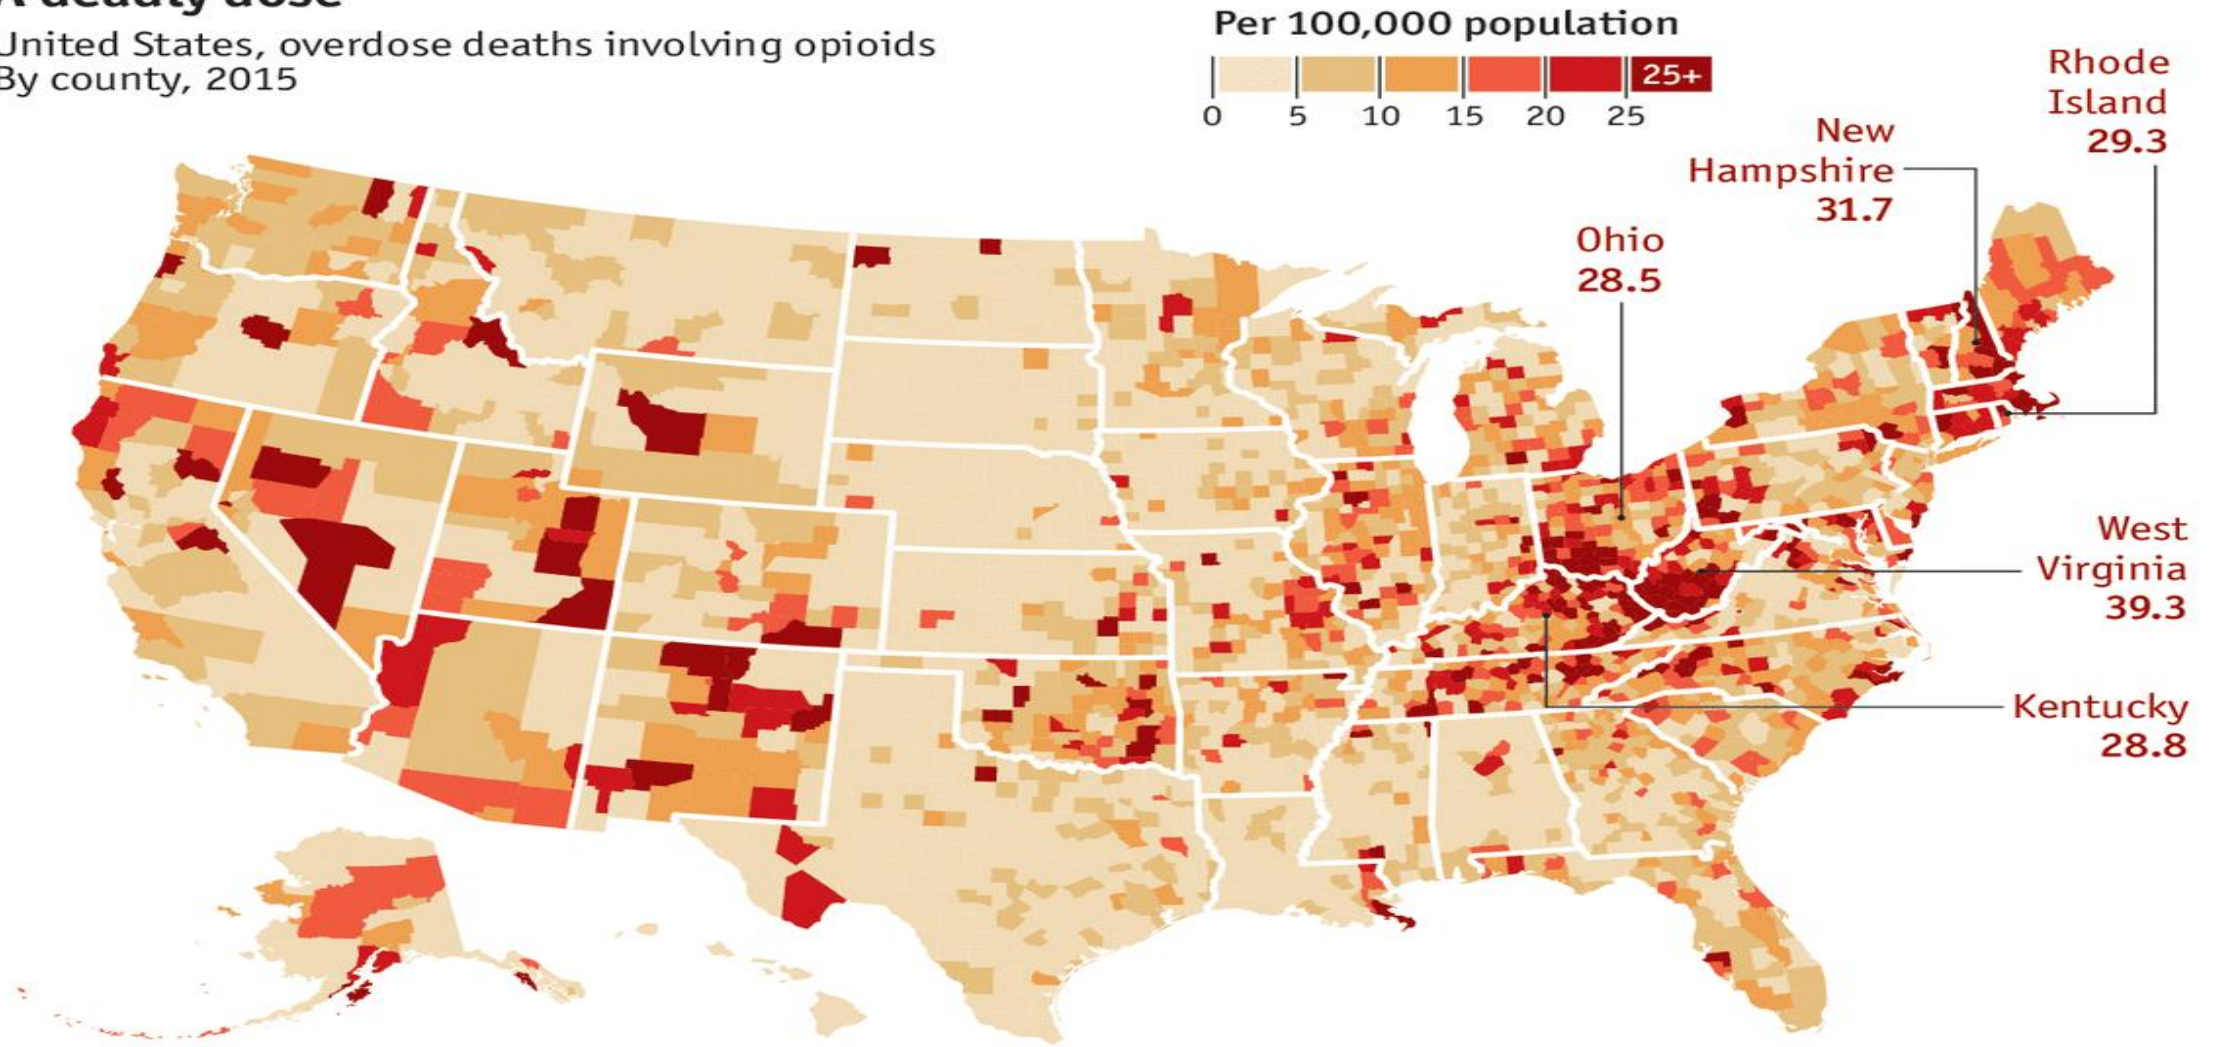 A deadly dose
United States, overdose deaths involving opioids
By county, 2015
Per 100,000 population
25+
0 5 10 15 20 25
Rhode
Island
29.3
New
Hampshire
31.7
Ohio
28.5
West
Virginia
39.3
Kentucky
28.8